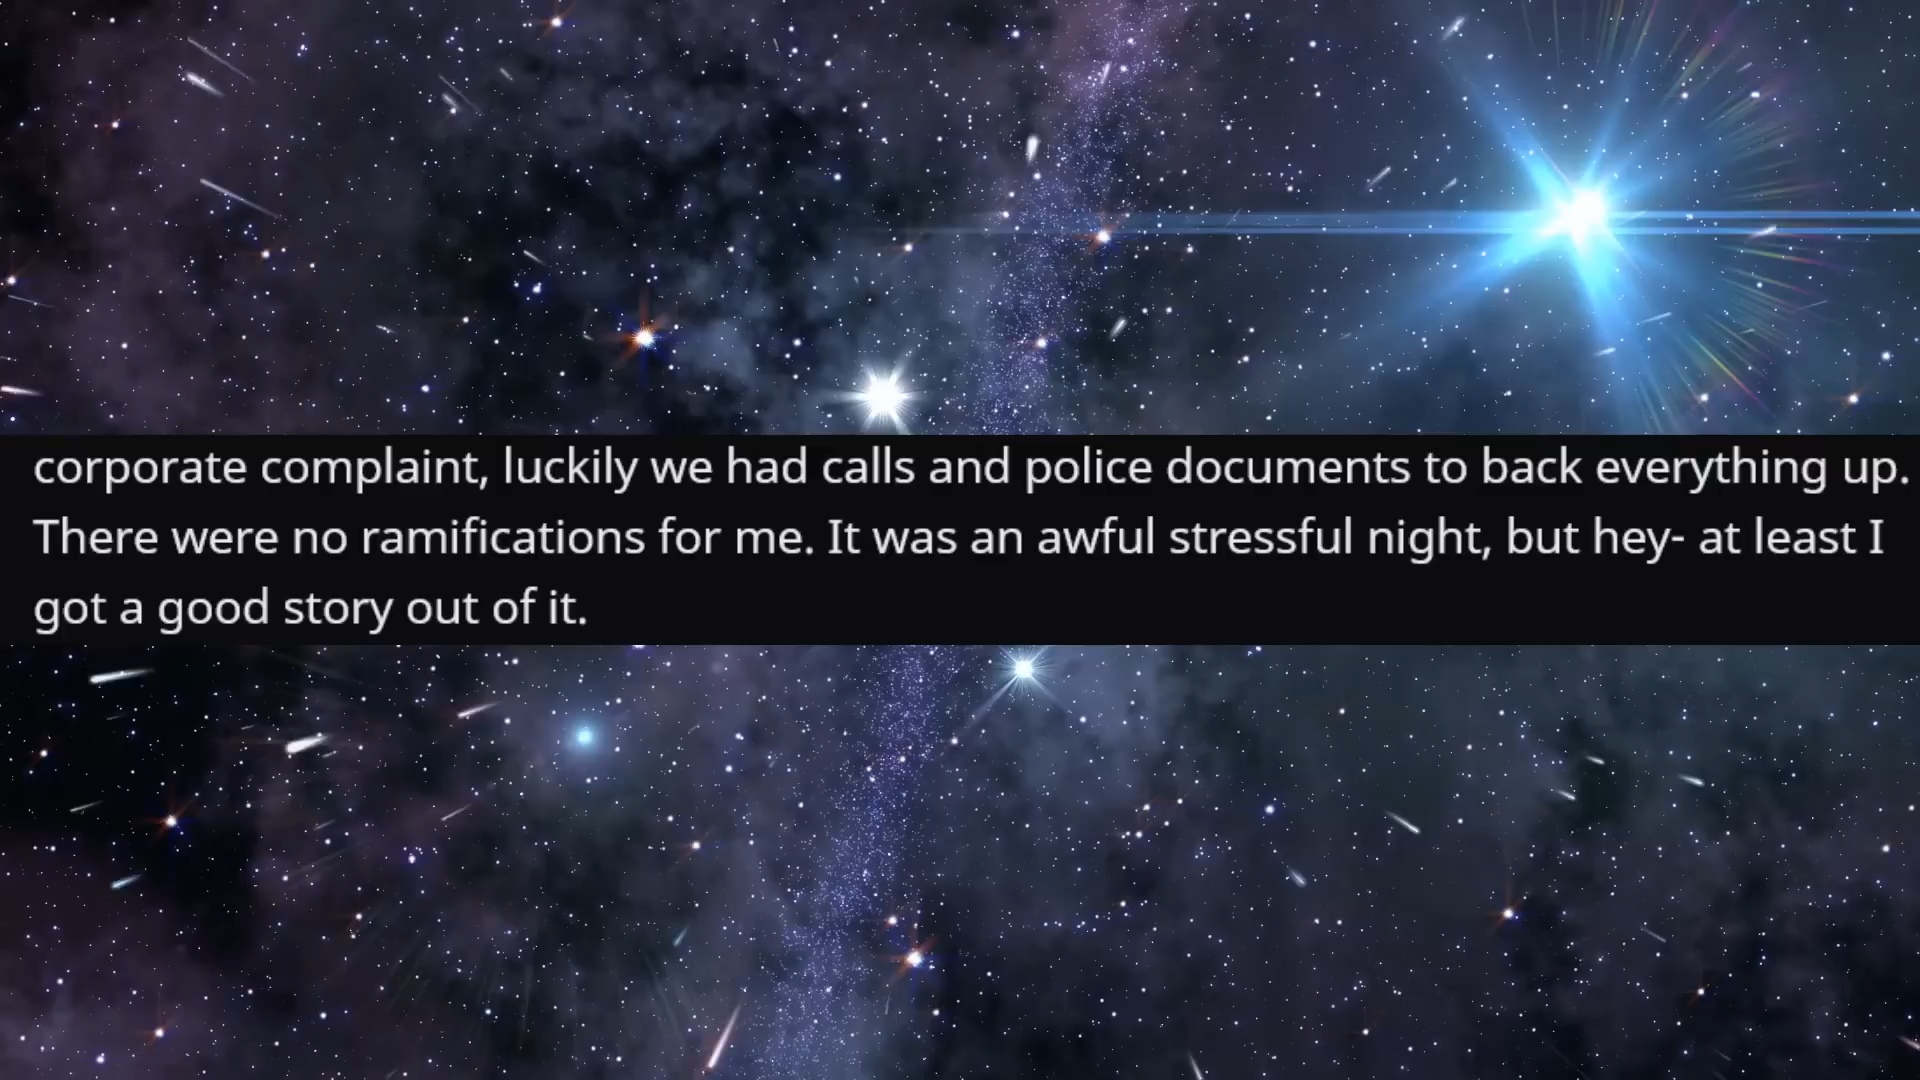 corporate complaint, luckily we had calls and police documents to back everything up.
There were no ramifications for me. It was an awful stressful night, but hey- at least I
got a good story out of it.